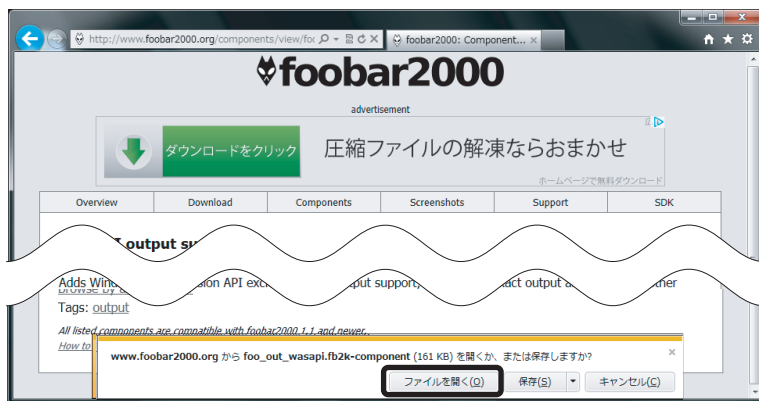 http://www.foobar2000.org/components/view/foo
foobar2000: Component...
foobar2000
advertisement
ダウンロードをクリック
圧縮ファイルの解凍ならおまかせ
ホームページで無料ダウンロード
Overview Download Components Screenshots Support SDK
output
Adds sion API exc put support, act output a ther
Tags: output
All listed components are compatible with foobar2000 1.1 and newer.
How to
www.foobar2000.org から foo_out_wasapi.fb2k-component (161 KB) を開くか、または保存しますか?
ファイルを開く(O) 保存(S) キャンセル(C)